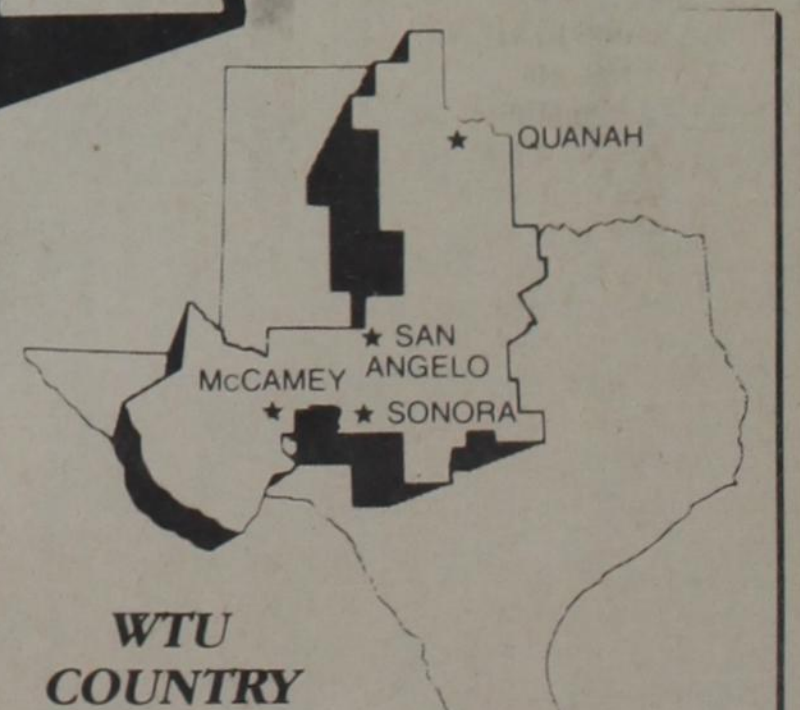 ★ QUANAH
★ SAN
ANGELO
McCAMEY
★
★ SONORA
WTU
COUNTRY